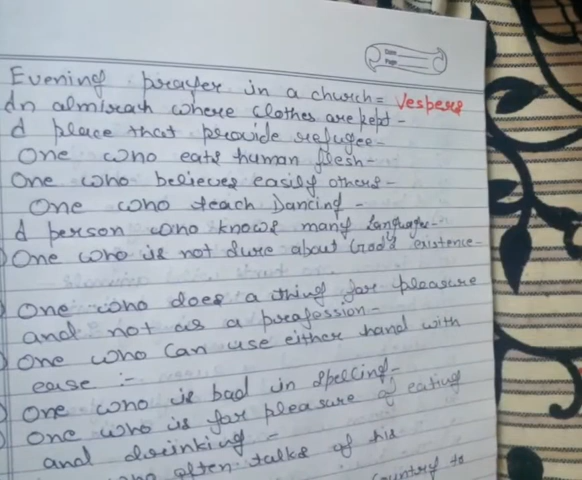 Date
Page
Evening prayer in a church= Vespers
An almirah where clothes are kept -
A place that provide refugee -
One who eats human flesh -
One who believes easily others -
One who teach Dancing -
A person who knows many languages -
One who is not sure about God's existence -
One who does a thing for pleasure
and not as a profession -
One who can use either hand with
ease :-
One who is bad in spelling -
One who is for pleasure of eating
and drinking -
who often talks of his
country to